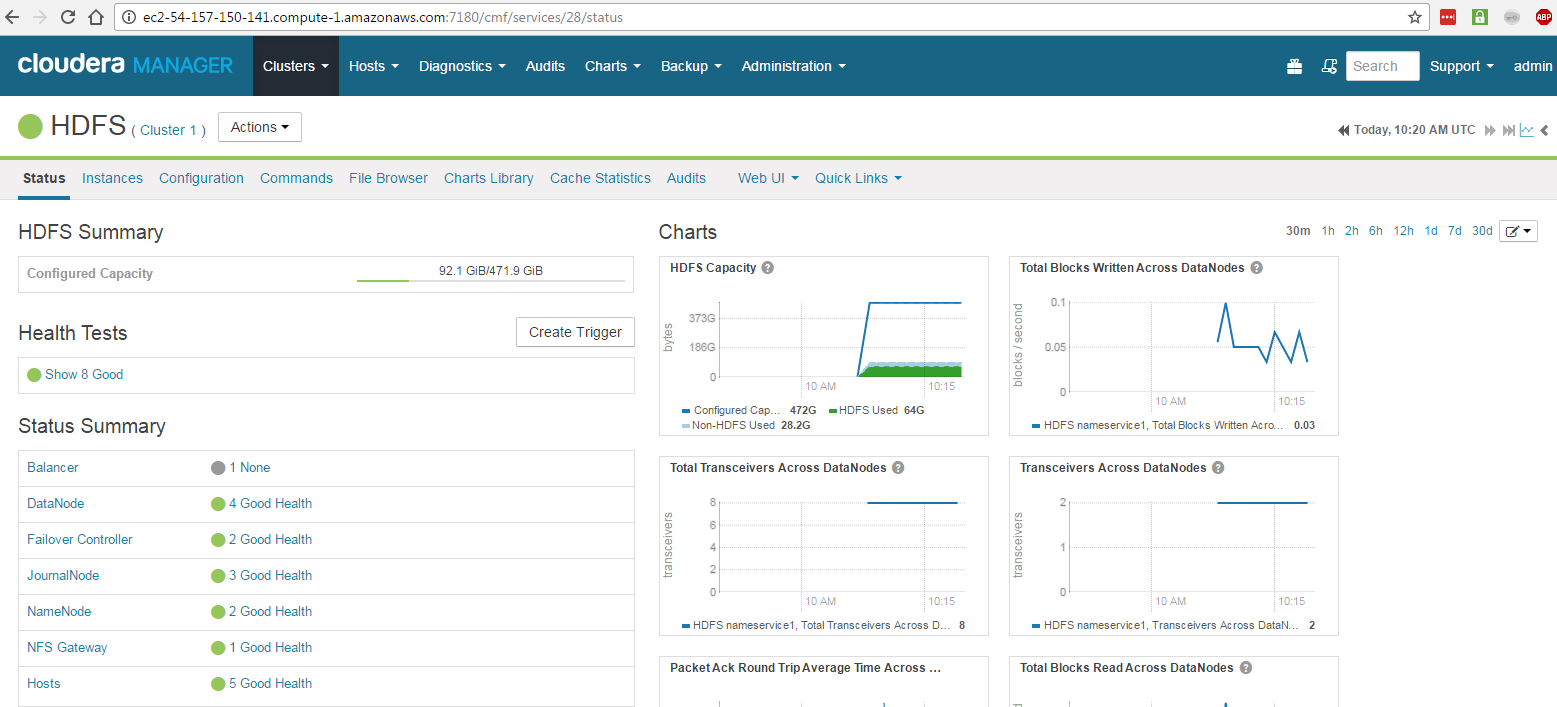 ec2-54-157-150-141.compute-1.amazonaws.com:7180/cmf/services/28/status
ABP
cloudera MANAGER
Clusters Hosts Diagnostics Audits Charts Backup Administration Search Support admin
HDFS ( Cluster 1 ) Actions
Today, 10:20 AM UTC
Status Instances Configuration Commands File Browser Charts Library Cache Statistics Audits Web UI Quick Links
HDFS Summary
Configured Capacity 92.1 GiB/471.9 GiB
Health Tests
Create Trigger
Show 8 Good
Status Summary
Balancer 1 None
DataNode 4 Good Health
Failover Controller 2 Good Health
JournalNode 3 Good Health
NameNode 2 Good Health
NFS Gateway 1 Good Health
Hosts 5 Good Health
Charts
30m 1h 2h 6h 12h 1d 7d 30d
HDFS Capacity ?
bytes
373G
186G
0
10 AM 10:15
Configured Cap... 472G HDFS Used 64G
Non-HDFS Used 28.2G
Total Blocks Written Across DataNodes ?
blocks / second
0.1
0.05
0
10 AM 10:15
HDFS nameservice1, Total Blocks Written Acro... 0.03
Total Transceivers Across DataNodes ?
transceivers
8
6
4
2
0
10 AM 10:15
HDFS nameservice1, Total Transceivers Across D... 8
Transceivers Across DataNodes ?
transceivers
2
1
0
10 AM 10:15
HDFS nameservice1, Transceivers Across DataN... 2
Packet Ack Round Trip Average Time Across ...
Total Blocks Read Across DataNodes ?